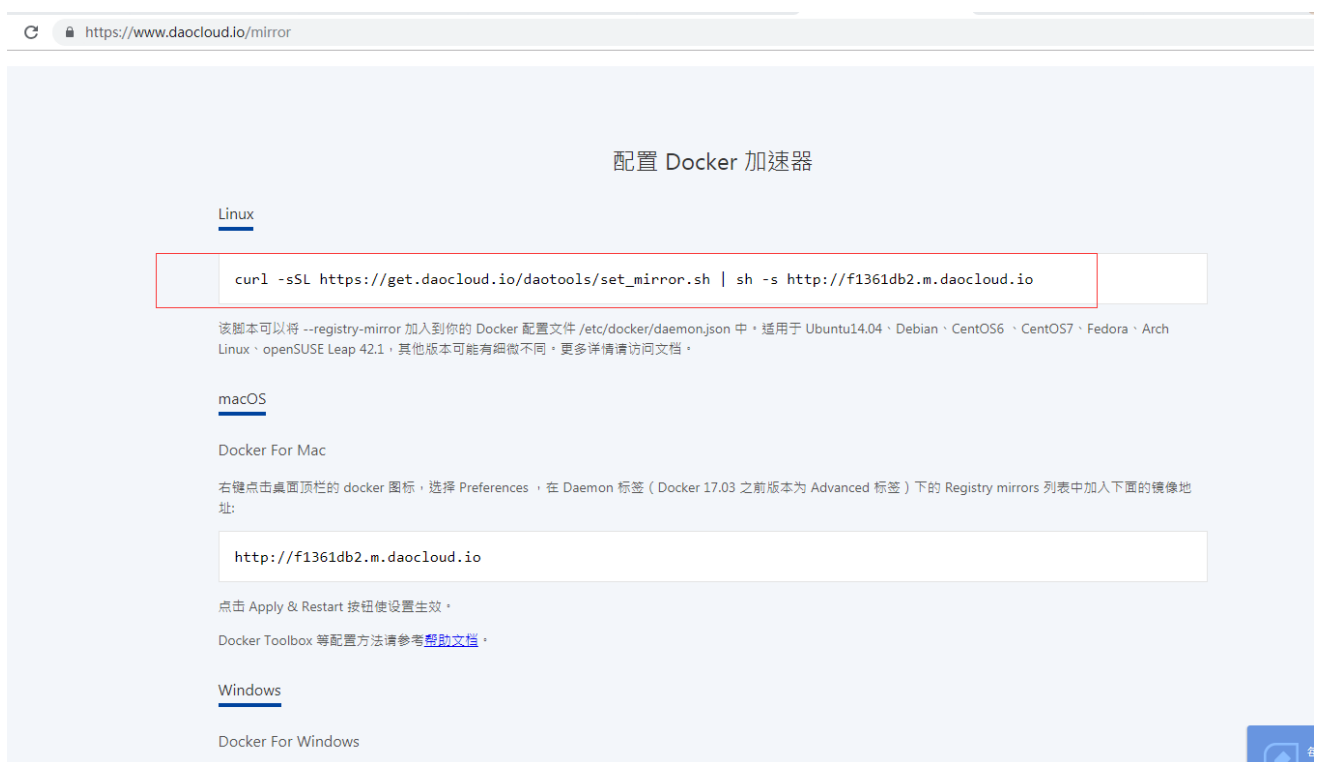 https://www.daocloud.io/mirror
配置 Docker 加速器
Linux
curl -sSL https://get.daocloud.io/daotools/set_mirror.sh | sh -s http://f1361db2.m.daocloud.io
该脚本可以将 --registry-mirror 加入到你的 Docker 配置文件 /etc/docker/daemon.json 中。适用于 Ubuntu14.04、Debian、CentOS6 、CentOS7、Fedora、Arch
Linux、openSUSE Leap 42.1，其他版本可能有细微不同。更多详情请访问文档。
macOS
Docker For Mac
右键点击桌面顶栏的 docker 图标，选择 Preferences ，在 Daemon 标签（Docker 17.03 之前版本为 Advanced 标签）下的 Registry mirrors 列表中加入下面的镜像地
址:
http://f1361db2.m.daocloud.io
点击 Apply & Restart 按钮使设置生效。
Docker Toolbox 等配置方法请参考帮助文档。
Windows
Docker For Windows